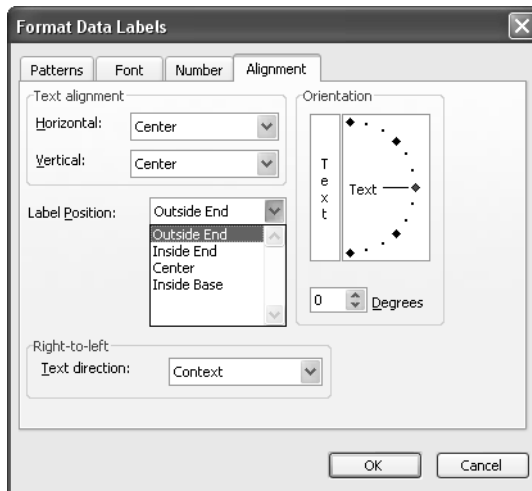 Format Data Labels
Patterns
Font
Number
Alignment
Text alignment
Horizontal:
Center
Vertical:
Center
Label Position:
Outside End
Outside End
Inside End
Center
Inside Base
Orientation
Text
Text
0
Degrees
Right-to-left
Text direction:
Context
OK
Cancel